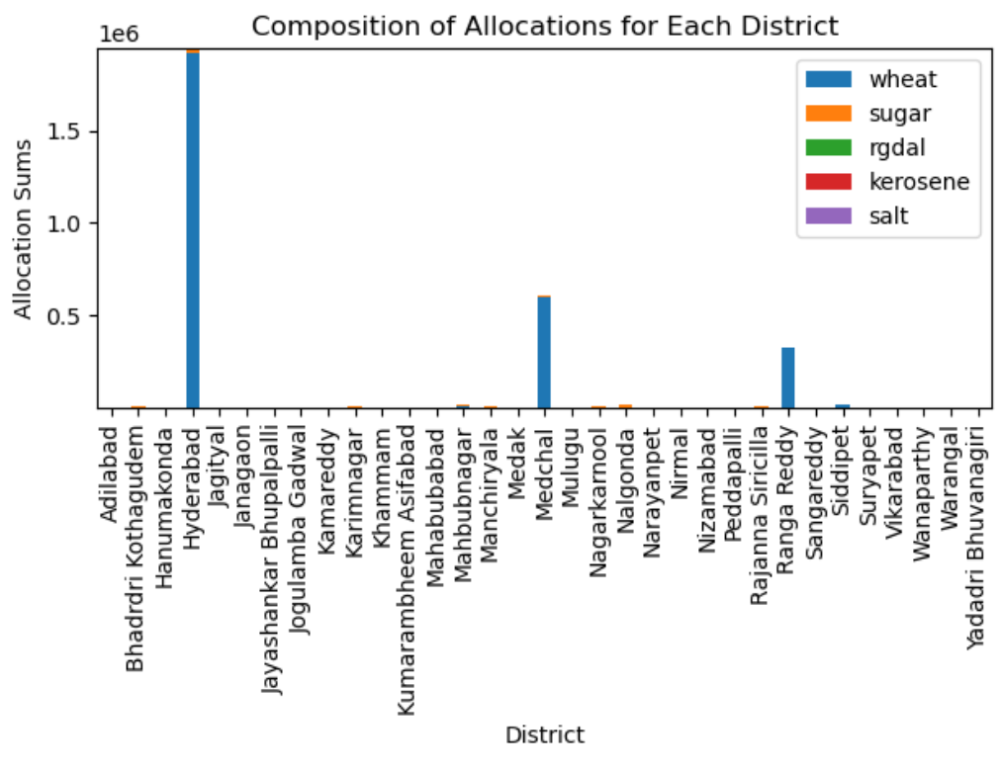 Composition of Allocations for Each District
1e6
wheat
sugar
rgdal
kerosene
salt
1.5
1.0
0.5
Allocation Sums
Adilabad
Bhadrdri Kothagudem
Hanumakonda
Hyderabad
Jagityal
Janagaon
Jayashankar Bhupalpalli
Jogulamba Gadwal
Kamareddy
Karimnagar
Khammam
Kumarambheem Asifabad
Mahabubabad
Mahbubnagar
Manchiryala
Medak
Medchal
Mulugu
Nagarkarnool
Nalgonda
Narayanpet
Nirmal
Nizamabad
Peddapalli
Rajanna Siricilla
Ranga Reddy
Sangareddy
Siddipet
Suryapet
Vikarabad
Wanaparthy
Warangal
Yadadri Bhuvanagiri
District